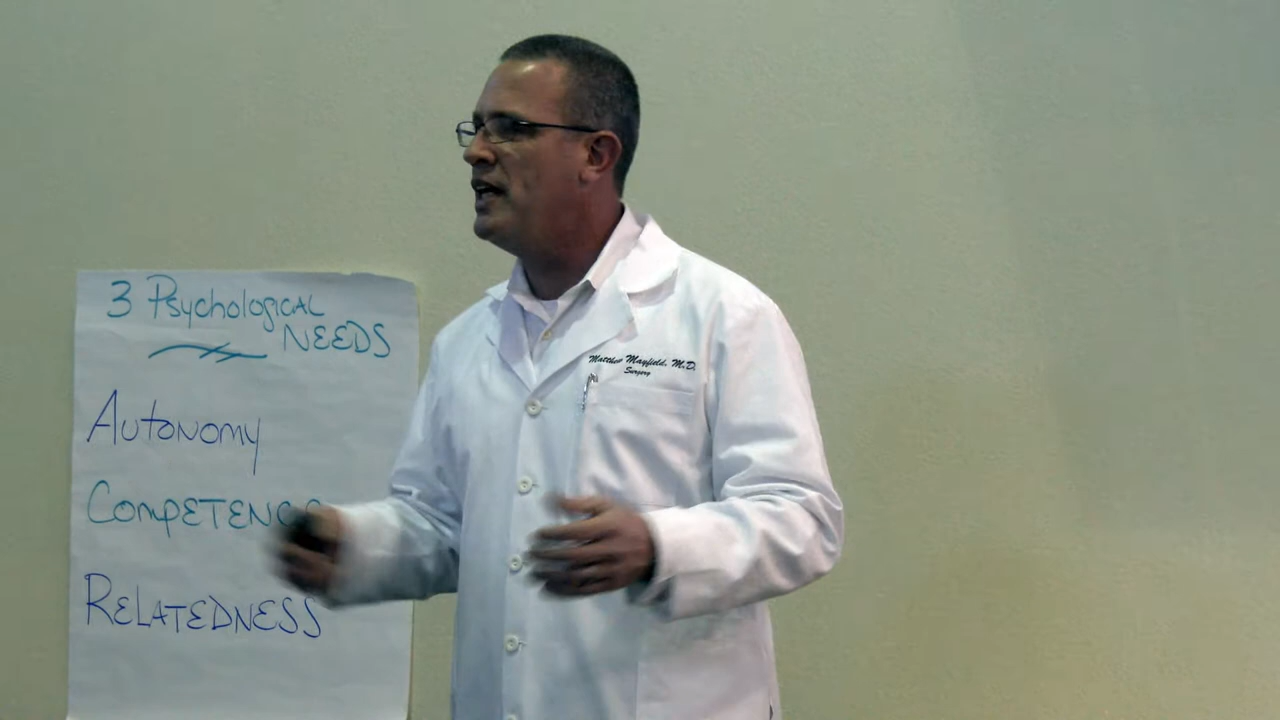 3 Psychological
NEEDS
AUTONOMY
COMPETENC
RELATEDNESS
Matthew Mayfield, M.D.
Surgery